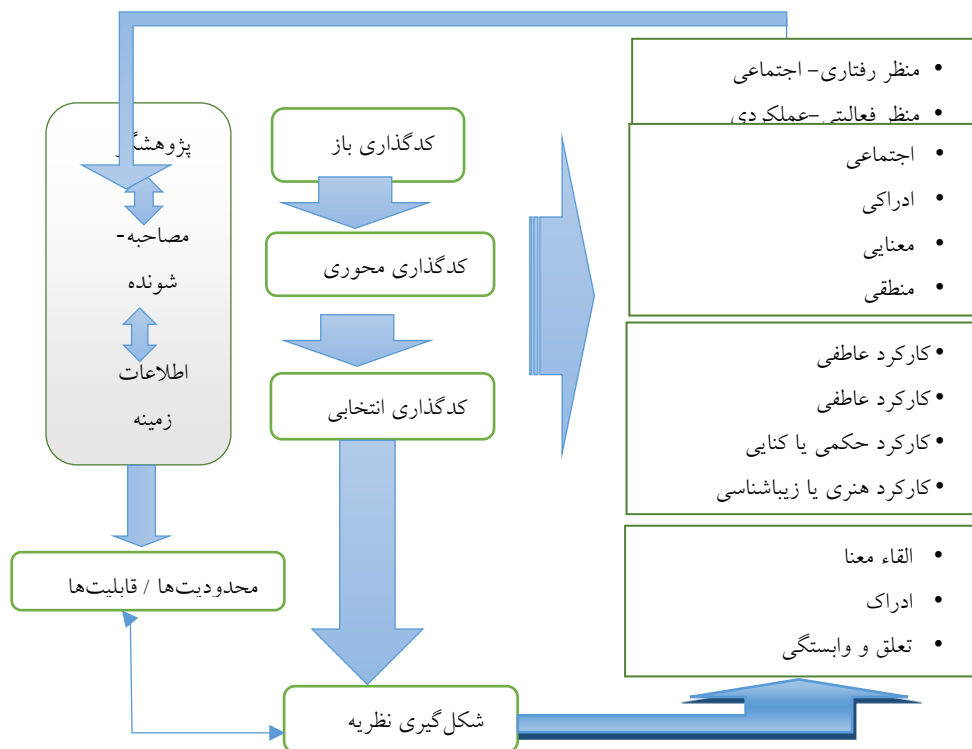 • منظر رفتاری- اجتماعی
• منظر فعالیتی-عملکردی
• اجتماعی
• ادراکی
• معنایی
• منطقی
• کارکرد عاطفی
• کارکرد عاطفی
• کارکرد حکمی یا کنایی
• کارکرد هنری یا زیباشناسی
• القاء معنا
• ادراک
• تعلق و وابستگی
کدگذاری باز
کدگذاری محوری
کدگذاری انتخابی
شکل‌گیری نظریه
پژوهشگر
مصاحبه-
شونده
اطلاعات
زمینه
محدودیت‌ها / قابلیت‌ها